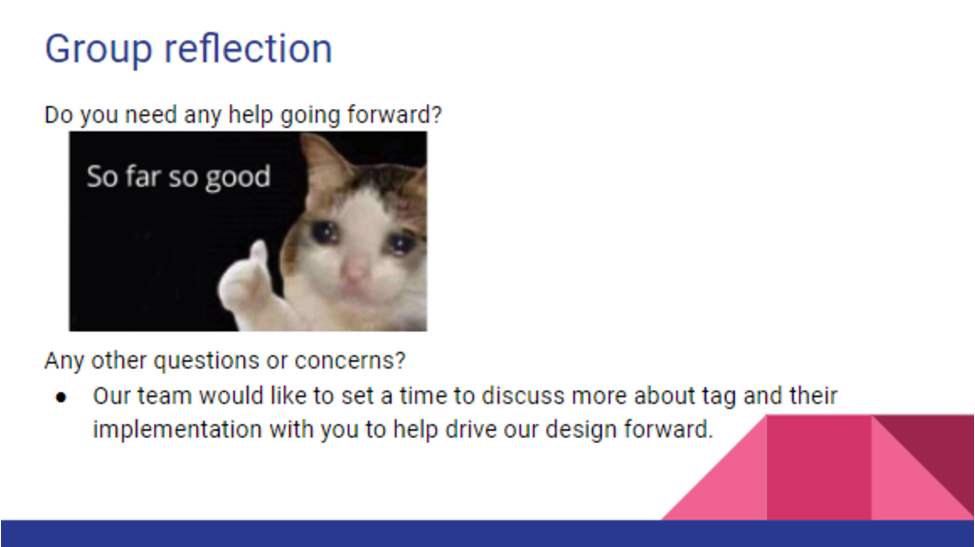 Group reflection
Do you need any help going forward?
So far so good
Any other questions or concerns?
● Our team would like to set a time to discuss more about tag and their
implementation with you to help drive our design forward.